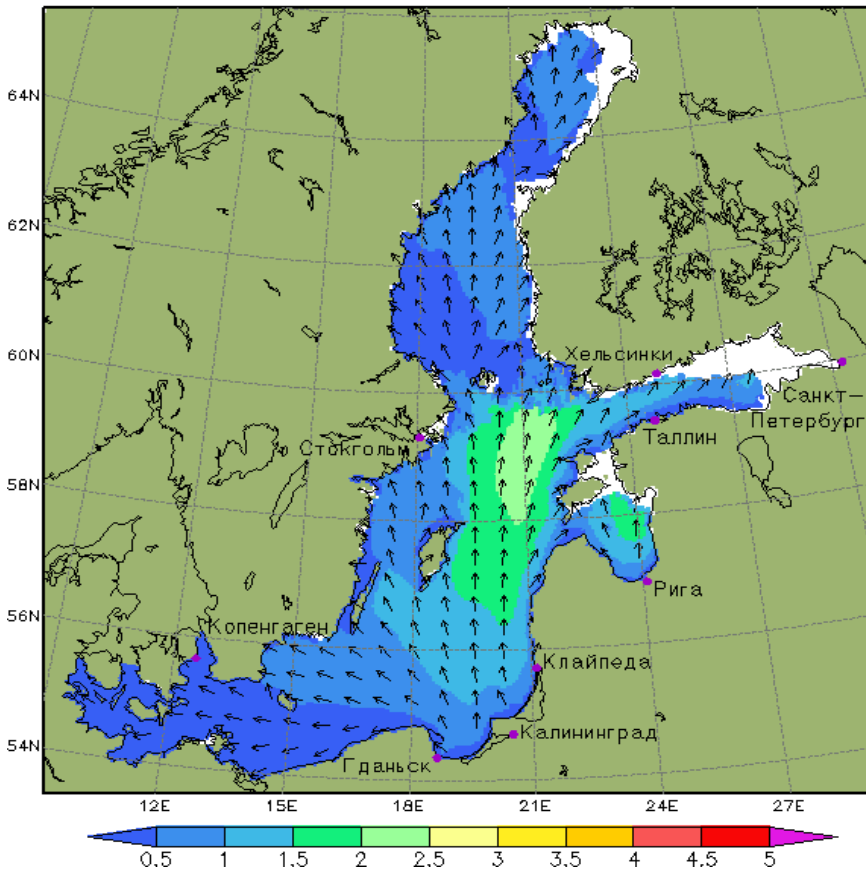 64N
62N
60N
Хельсинки
Санкт-
Петербург
Стокгольм
Таллин
58N
Рига
56N
Копенгаген
Клайпеда
Калининград
54N
Гданьск
12E 15E 18E 21E 24E 27E
0.5 1 1.5 2 2.5 3 3.5 4 4.5 5